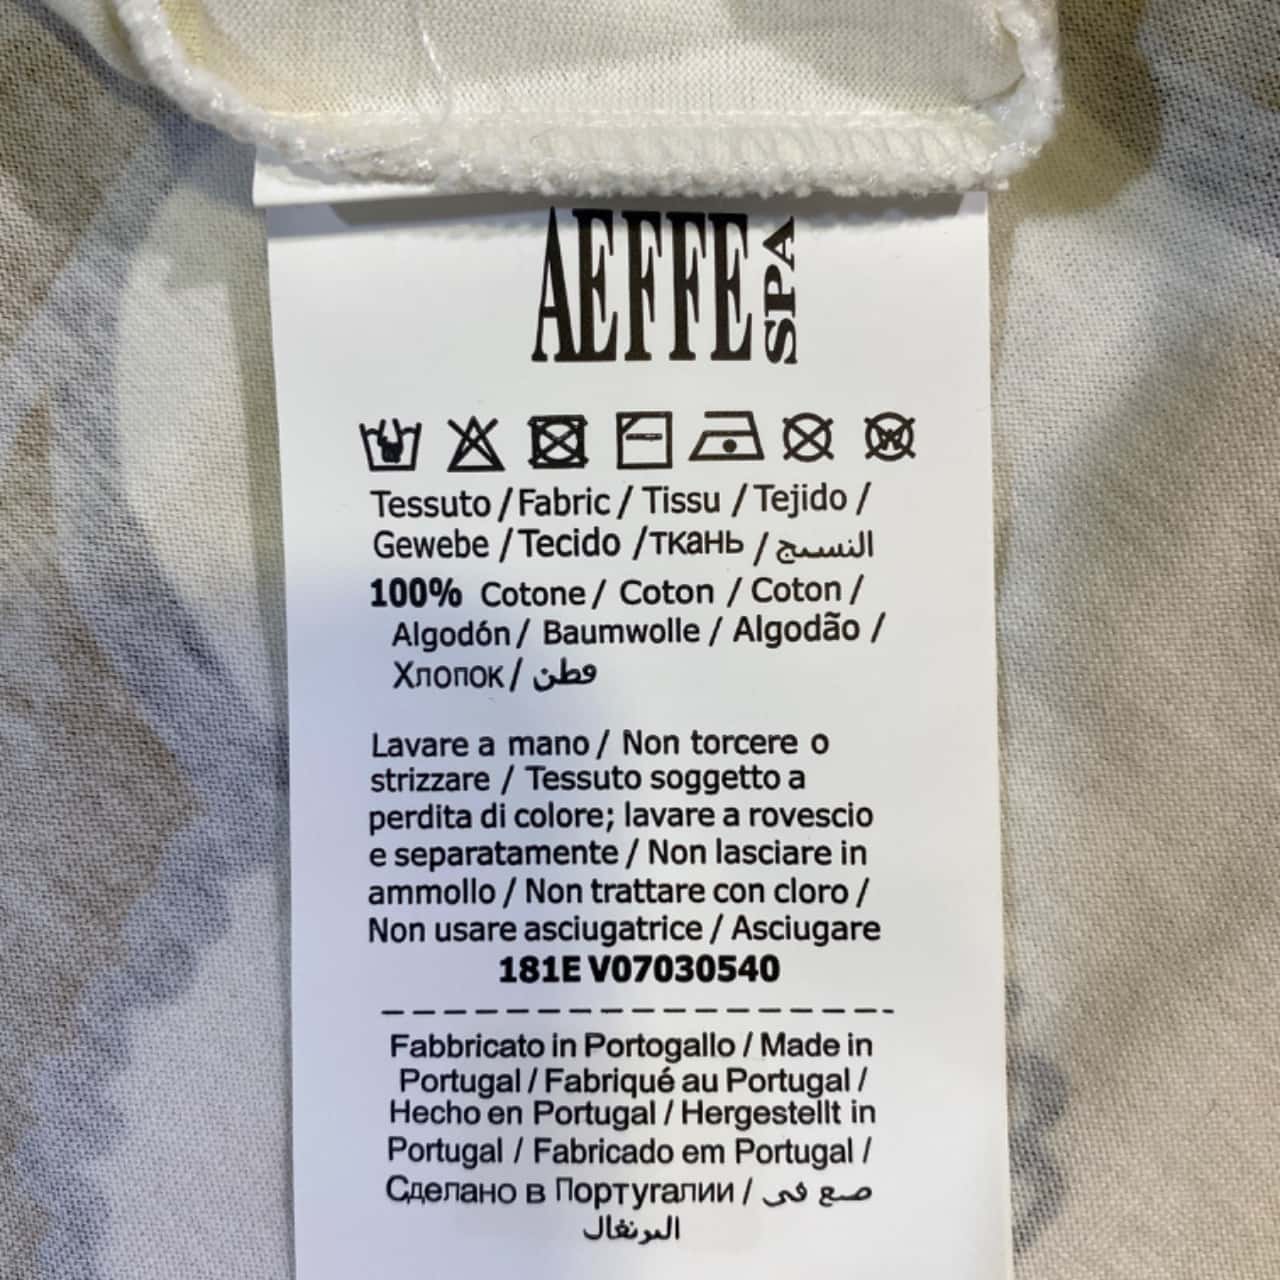 AEFFE SPA
Tessuto / Fabric / Tissu / Tejido /
Gewebe / Tecido / ткань / النسيج
100% Cotone / Coton / Coton /
Algodón / Baumwolle / Algodão /
Хлопок / قطن
Lavare a mano / Non torcere o
strizzare / Tessuto soggetto a
perdita di colore; lavare a rovescio
e separatamente / Non lasciare in
ammollo / Non trattare con cloro /
Non usare asciugatrice / Asciugare
181E V07030540
Fabbricato in Portogallo / Made in
Portugal / Fabriqué au Portugal /
Hecho en Portugal / Hergestellt in
Portugal / Fabricado em Portugal /
Сделано в Португалии / صع في
البرتغال